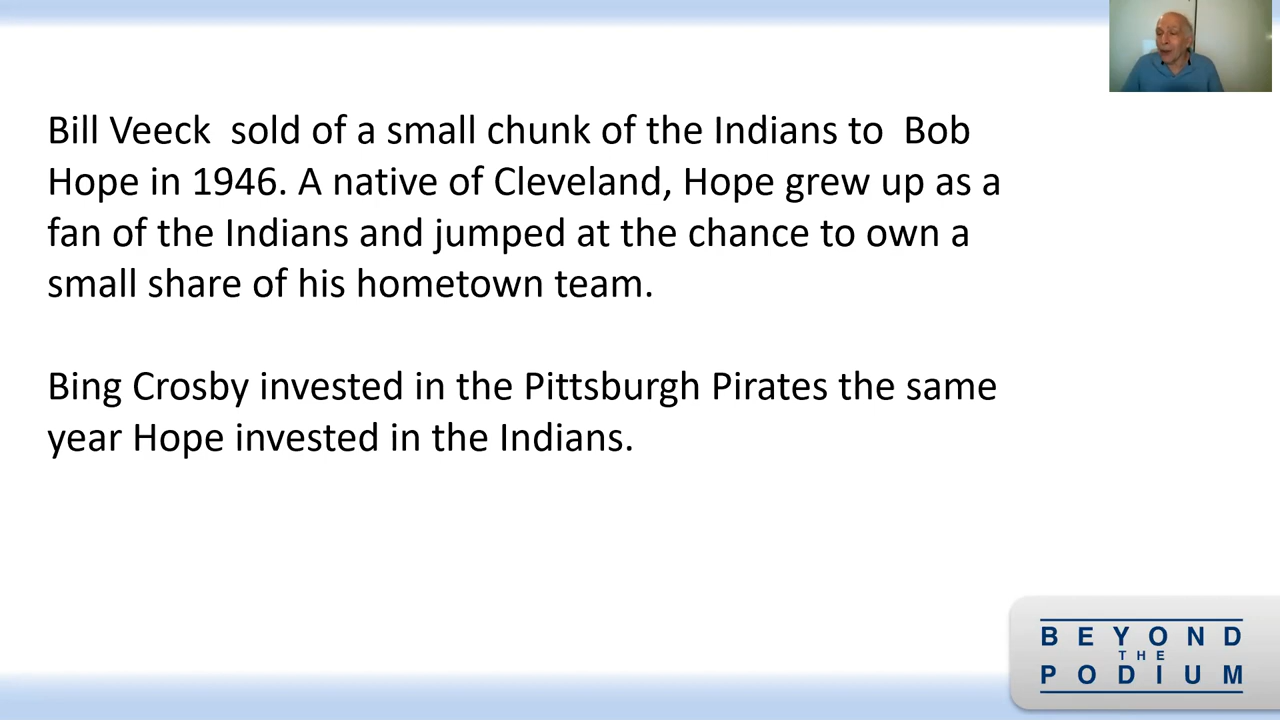 Bill Veeck  sold of a small chunk of the Indians to  Bob
Hope in 1946. A native of Cleveland, Hope grew up as a
fan of the Indians and jumped at the chance to own a
small share of his hometown team.
Bing Crosby invested in the Pittsburgh Pirates the same
year Hope invested in the Indians.
BEYOND
THE
PODIUM